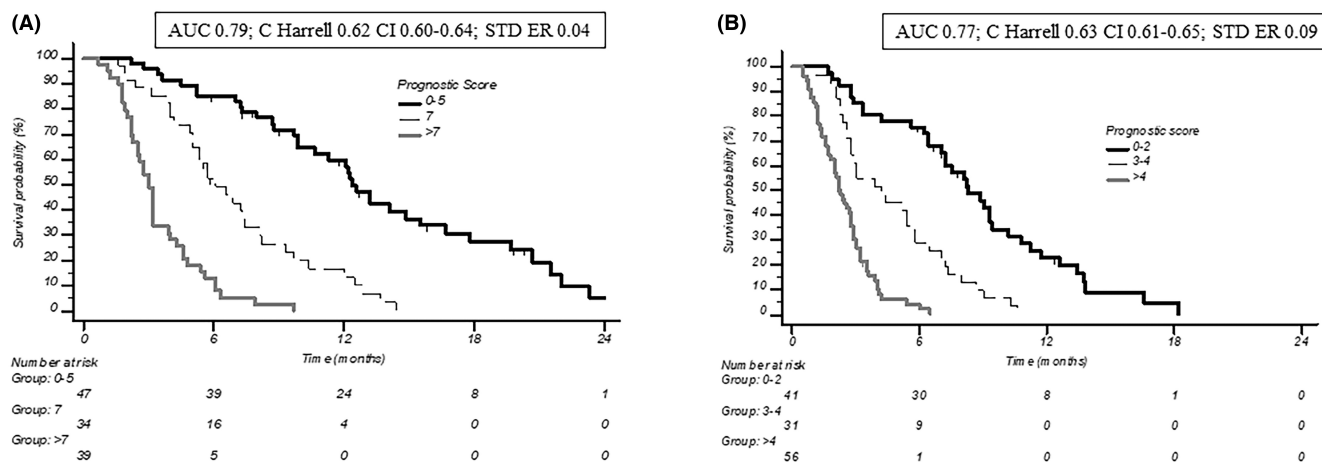 (A)
AUC 0.79; C Harrell 0.62 CI 0.60-0.64; STD ER 0.04
Survival probability (%)
100
90
80
70
60
50
40
30
20
10
0
Prognostic Score
0-5
7
>7
0 6 12 18 24
Time (months)
Number at risk
Group: 0-5
47 39 24 8 1
Group: 7
34 16 4 0 0
Group: >7
39 5 0 0 0
(B)
AUC 0.77; C Harrell 0.63 CI 0.61-0.65; STD ER 0.09
Survival probability (%)
100
90
80
70
60
50
40
30
20
10
0
Prognostic score
0-2
3-4
>4
0 6 12 18 24
Time (months)
Number at risk
Group: 0-2
41 30 8 1 0
Group: 3-4
31 9 0 0 0
Group: >4
56 1 0 0 0